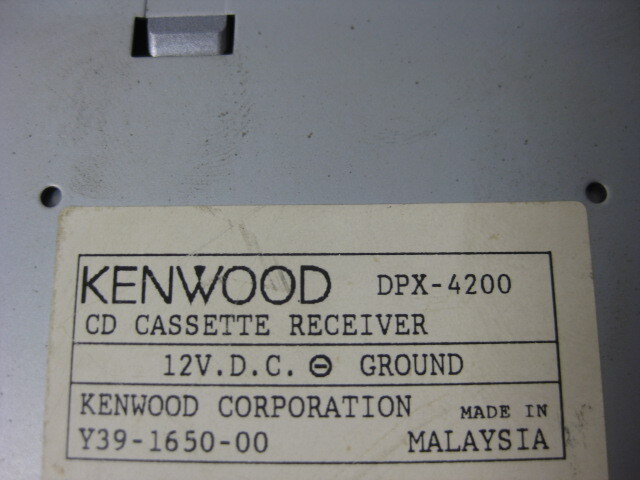 KENWOOD DPX-4200
CD CASSETTE RECEIVER
12V.D.C. ⊖ GROUND
KENWOOD CORPORATION MADE IN
Y39-1650-00 MALAYSIA